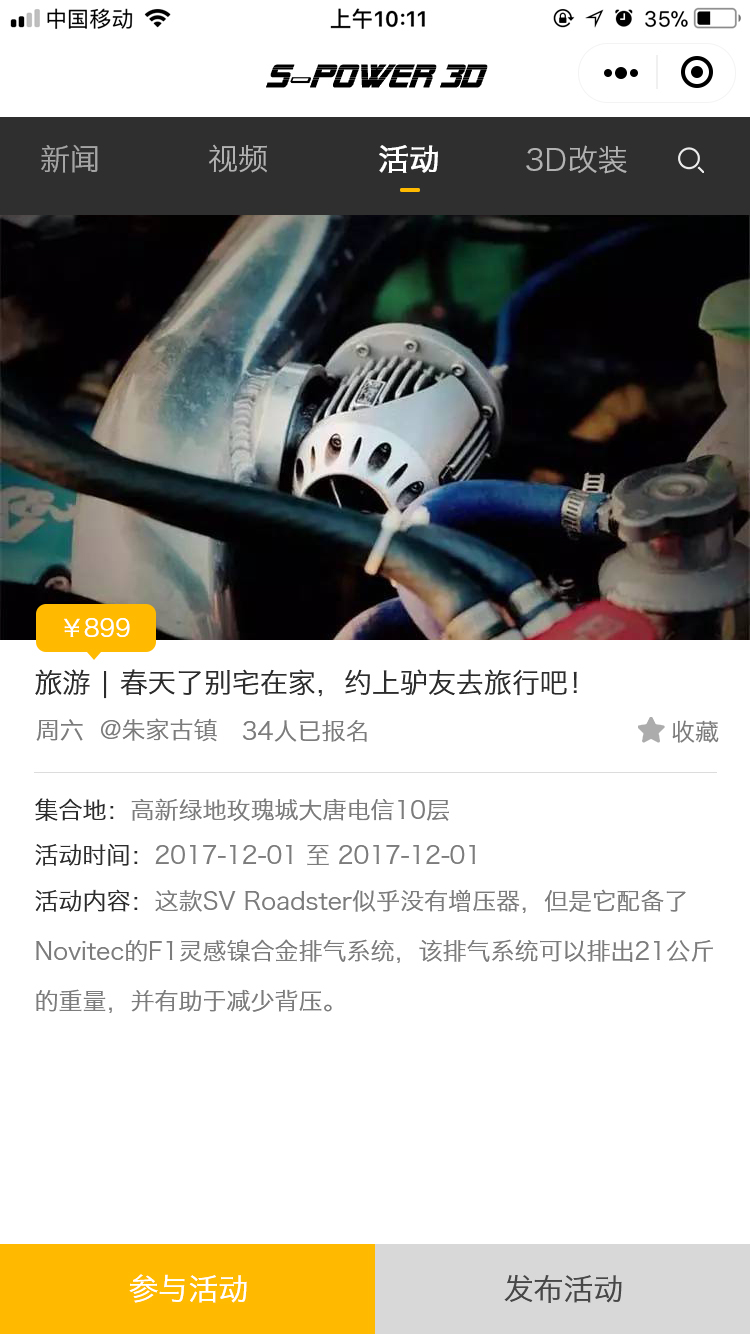 中国移动 上午10:11 35%
S-POWER 3D
新闻 视频 活动 3D改装
￥899
旅游｜春天了别宅在家，约上驴友去旅行吧！
周六 @朱家古镇 34人已报名 收藏
集合地：高新绿地玫瑰城大唐电信10层
活动时间：2017-12-01 至 2017-12-01
活动内容：这款SV Roadster似乎没有增压器，但是它配备了
Novitec的F1灵感镍合金排气系统，该排气系统可以排出21公斤
的重量，并有助于减少背压。
参与活动 发布活动